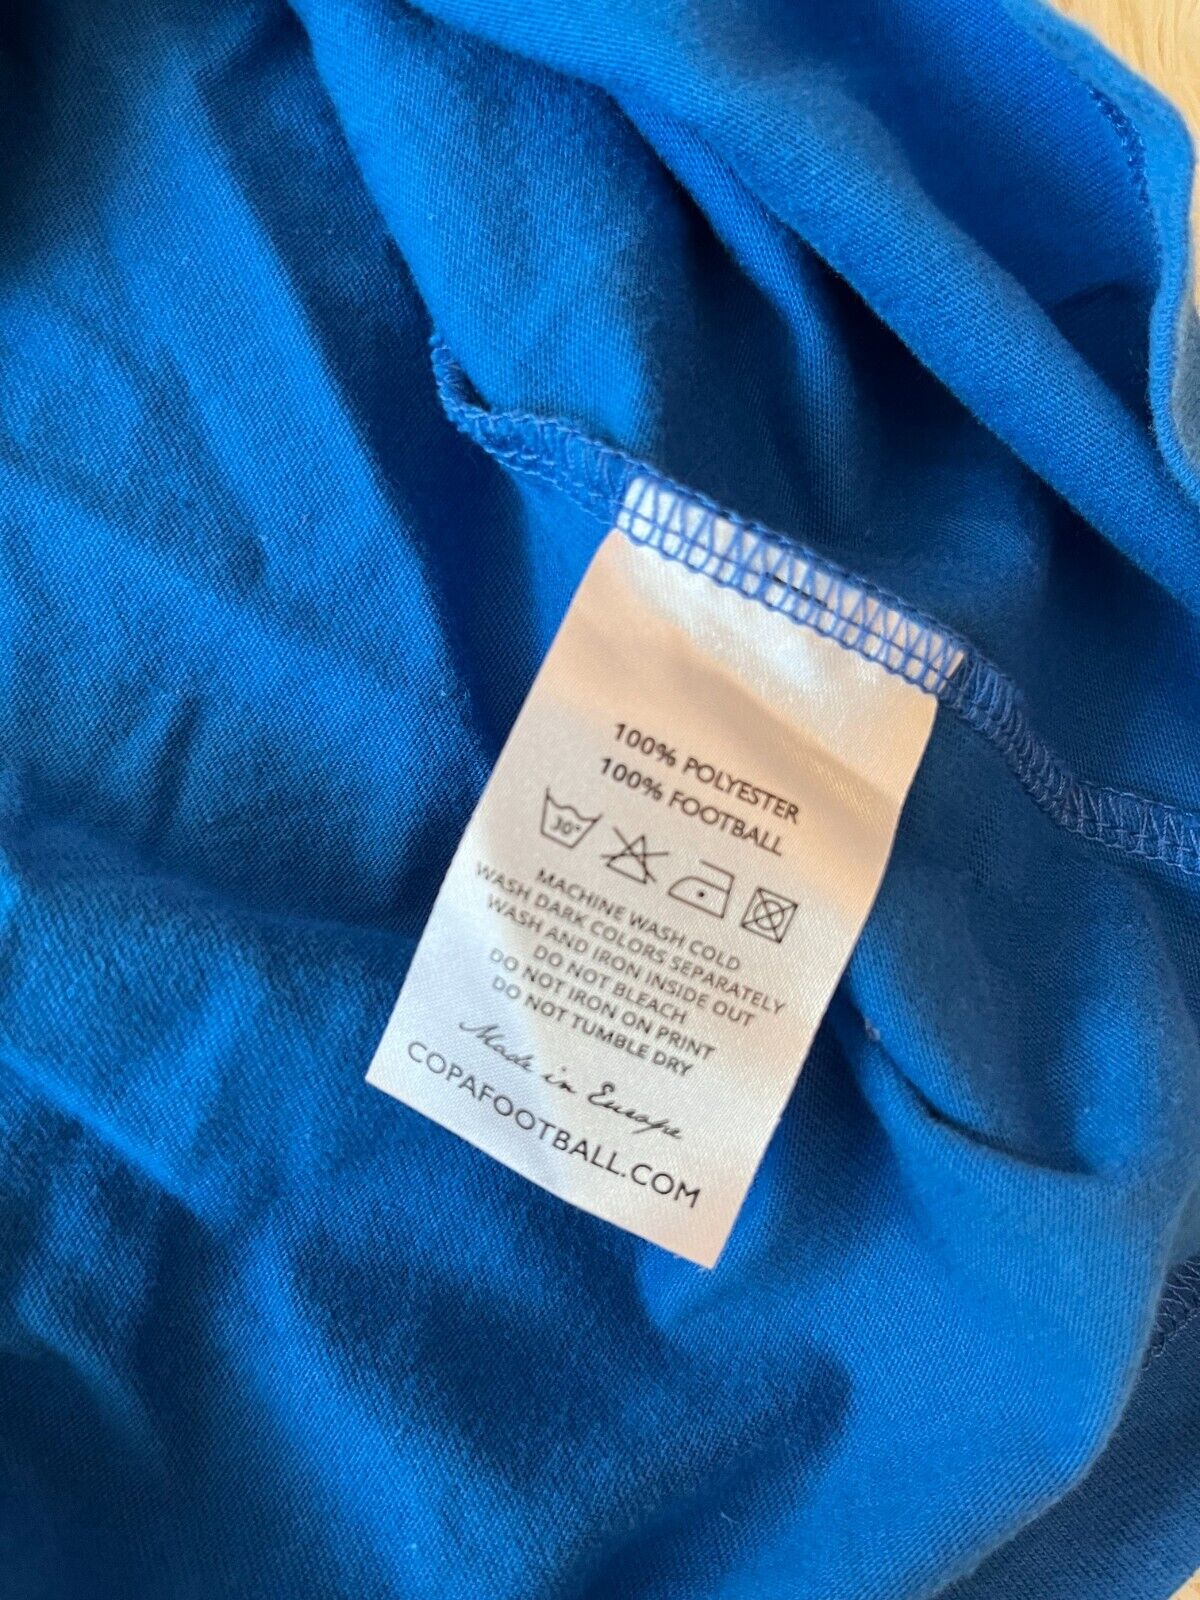 100% POLYESTER
100% FOOTBALL
30°
MACHINE WASH COLD
WASH DARK COLORS SEPARATELY
WASH AND IRON INSIDE OUT
DO NOT BLEACH
DO NOT IRON ON PRINT
DO NOT TUMBLE DRY
Made in Europe
COPAFOOTBALL.COM